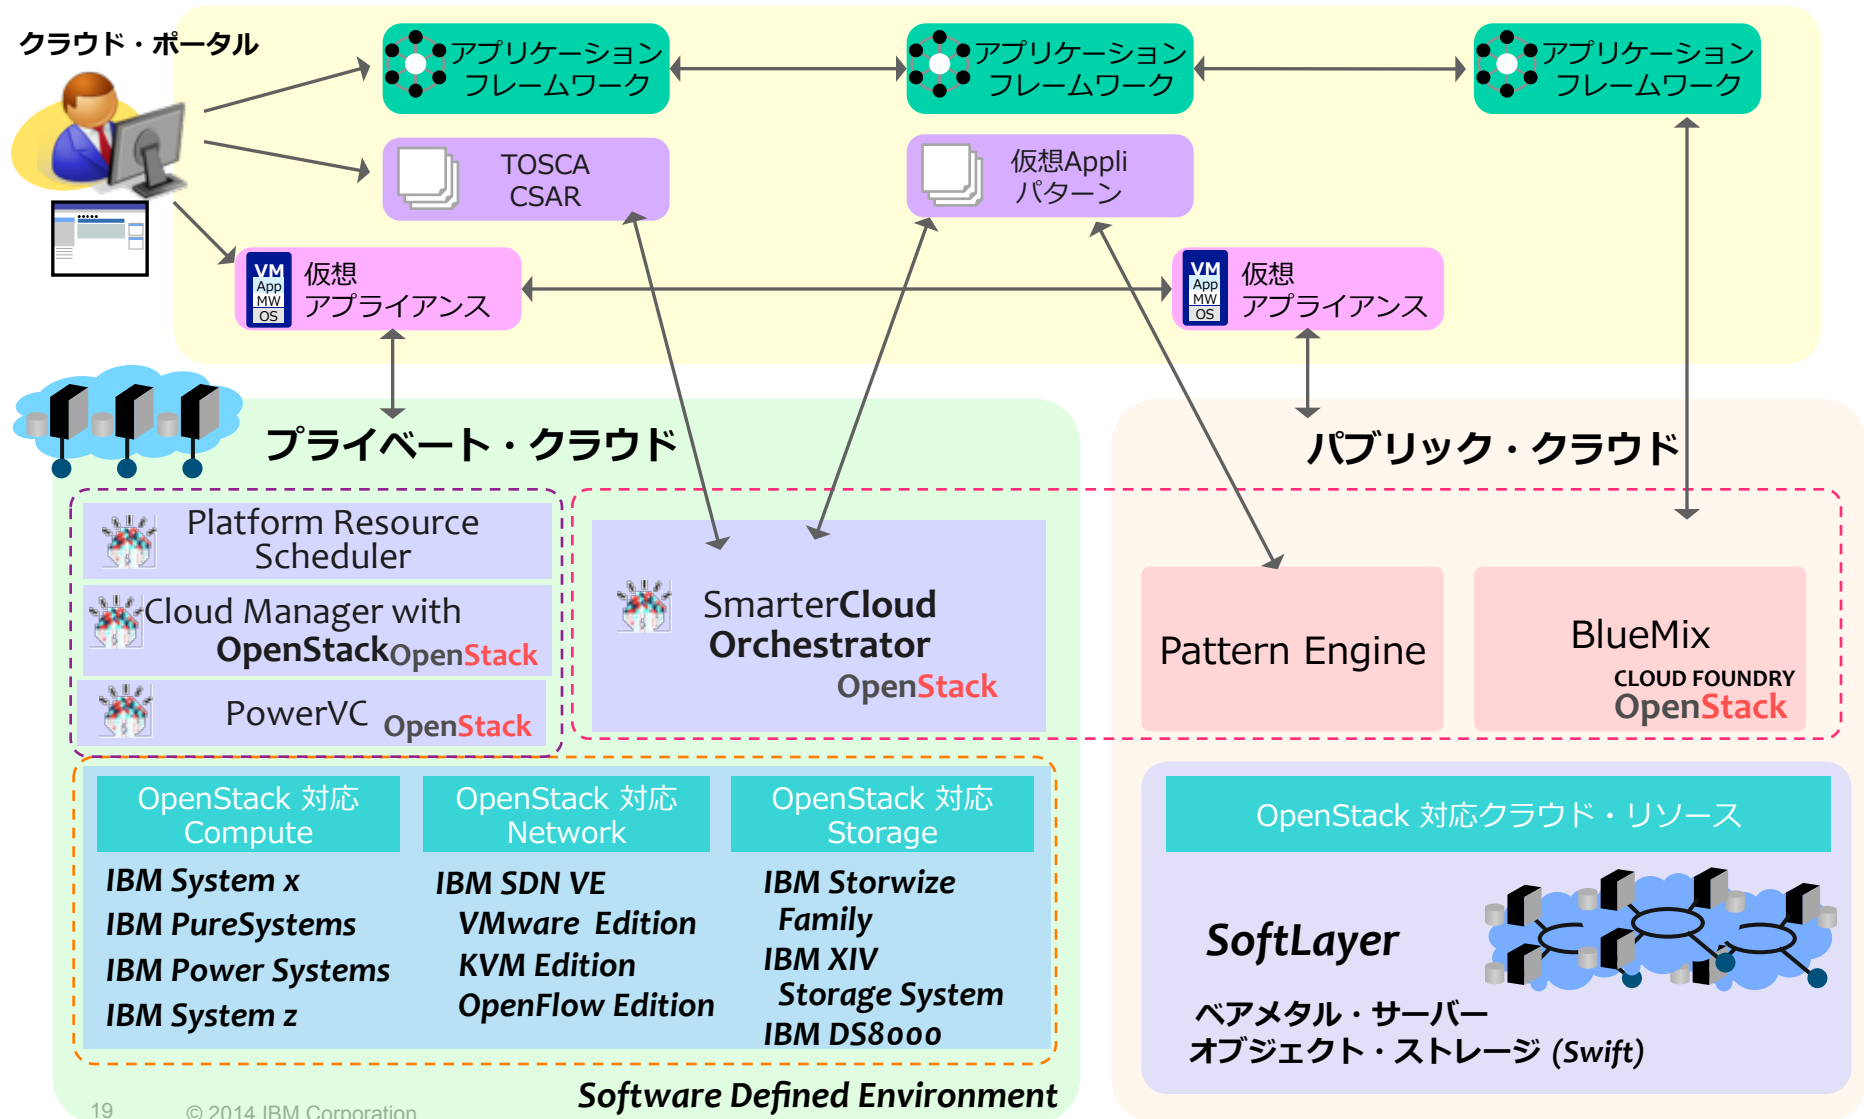 クラウド・ポータル
アプリケーション
フレームワーク
アプリケーション
フレームワーク
アプリケーション
フレームワーク
TOSCA
CSAR
仮想Appli
パターン
VM
App
MW
OS
仮想
アプライアンス
VM
App
MW
OS
仮想
アプライアンス
プライベート・クラウド
Platform Resource
Scheduler
Cloud Manager with
OpenStack OpenStack
PowerVC OpenStack
SmarterCloud
Orchestrator
OpenStack
OpenStack 対応
Compute
IBM System x
IBM PureSystems
IBM Power Systems
IBM System z
OpenStack 対応
Network
IBM SDN VE
VMware Edition
KVM Edition
OpenFlow Edition
OpenStack 対応
Storage
IBM Storwize
Family
IBM XIV
Storage System
IBM DS8000
Software Defined Environment
パブリック・クラウド
Pattern Engine
BlueMix
CLOUD FOUNDRY
OpenStack
OpenStack 対応クラウド・リソース
SoftLayer
ベアメタル・サーバー
オブジェクト・ストレージ (Swift)
19 © 2014 IBM Corporation